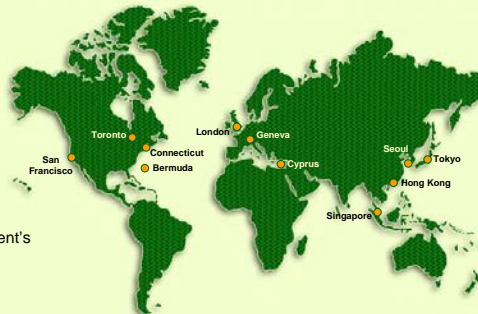 Toronto
London
Geneva
Connecticut
Seoul
Tokyo
San
Francisco
Bermuda
Cyprus
Hong Kong
Singapore
ent's